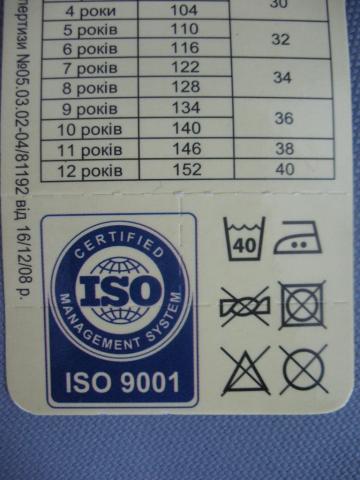 4 роки 104 30
5 років 110
6 років 116
32
7 років 122
8 років 128
34
9 років 134
10 років 140
36
11 років 146 38
12 років 152 40
№05.03.02-04/81192 від 16/12/08 р.
40
CERTIFIED
ISO
MANAGEMENT SYSTEM
ISO 9001